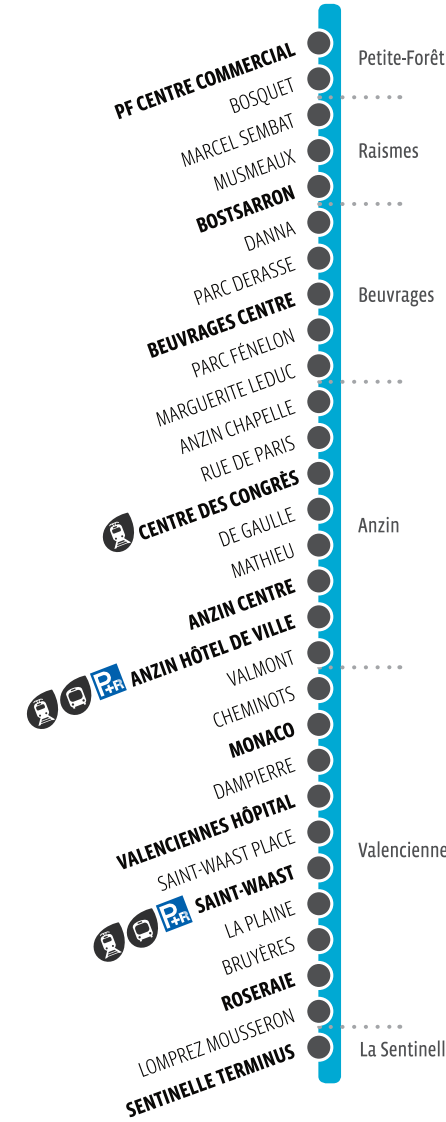 PF CENTRE COMMERCIAL
Petite-Forêt
BOSQUET
MARCEL SEMBAT
MUSMEAUX
Raismes
BOSTSARRON
DANNA
PARC DERASSE
BEUVRAGES CENTRE
Beuvrages
PARC FÉNELON
MARGUERITE LEDUC
ANZIN CHAPELLE
RUE DE PARIS
CENTRE DES CONGRÈS
DE GAULLE
Anzin
MATHIEU
ANZIN CENTRE
P+R ANZIN HÔTEL DE VILLE
VALMONT
CHEMINOTS
MONACO
DAMPIERRE
VALENCIENNES HÔPITAL
SAINT-WAAST PLACE
Valencienne
P+R SAINT-WAAST
LA PLAINE
BRUYÈRES
ROSERAIE
LOMPREZ MOUSSERON
SENTINELLE TERMINUS
La Sentinell